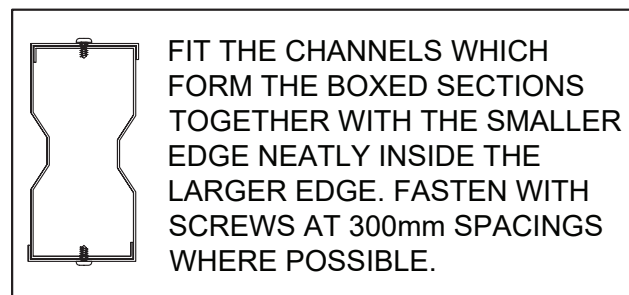 FIT THE CHANNELS WHICH
FORM THE BOXED SECTIONS
TOGETHER WITH THE SMALLER
EDGE NEATLY INSIDE THE
LARGER EDGE. FASTEN WITH
SCREWS AT 300mm SPACINGS
WHERE POSSIBLE.